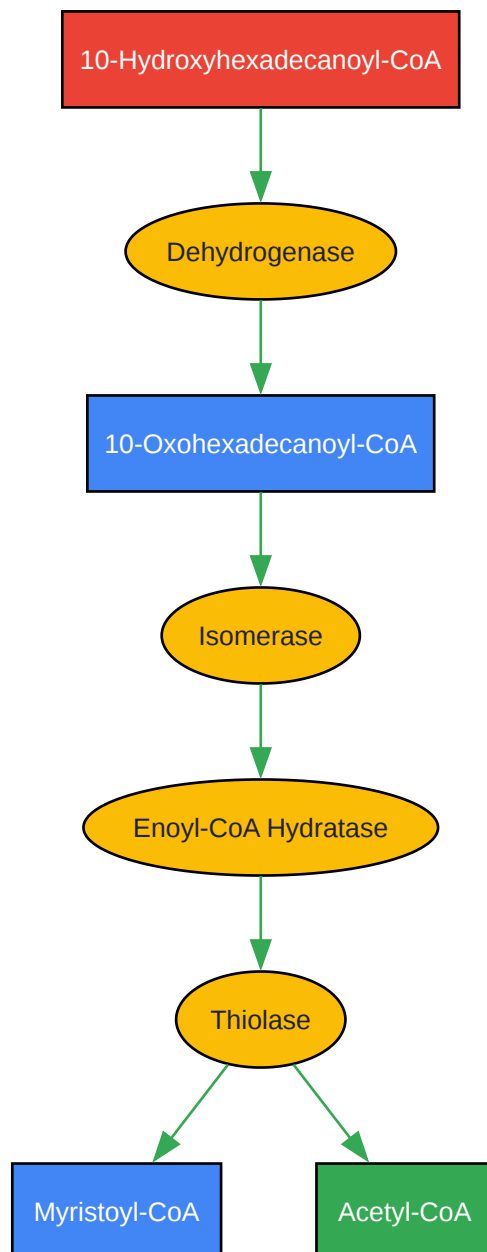 10-Hydroxyhexadecanoyl-CoA
Dehydrogenase
10-Oxohexadecanoyl-CoA
Isomerase
Enoyl-CoA Hydratase
Thiolase
Myristoyl-CoA
Acetyl-CoA